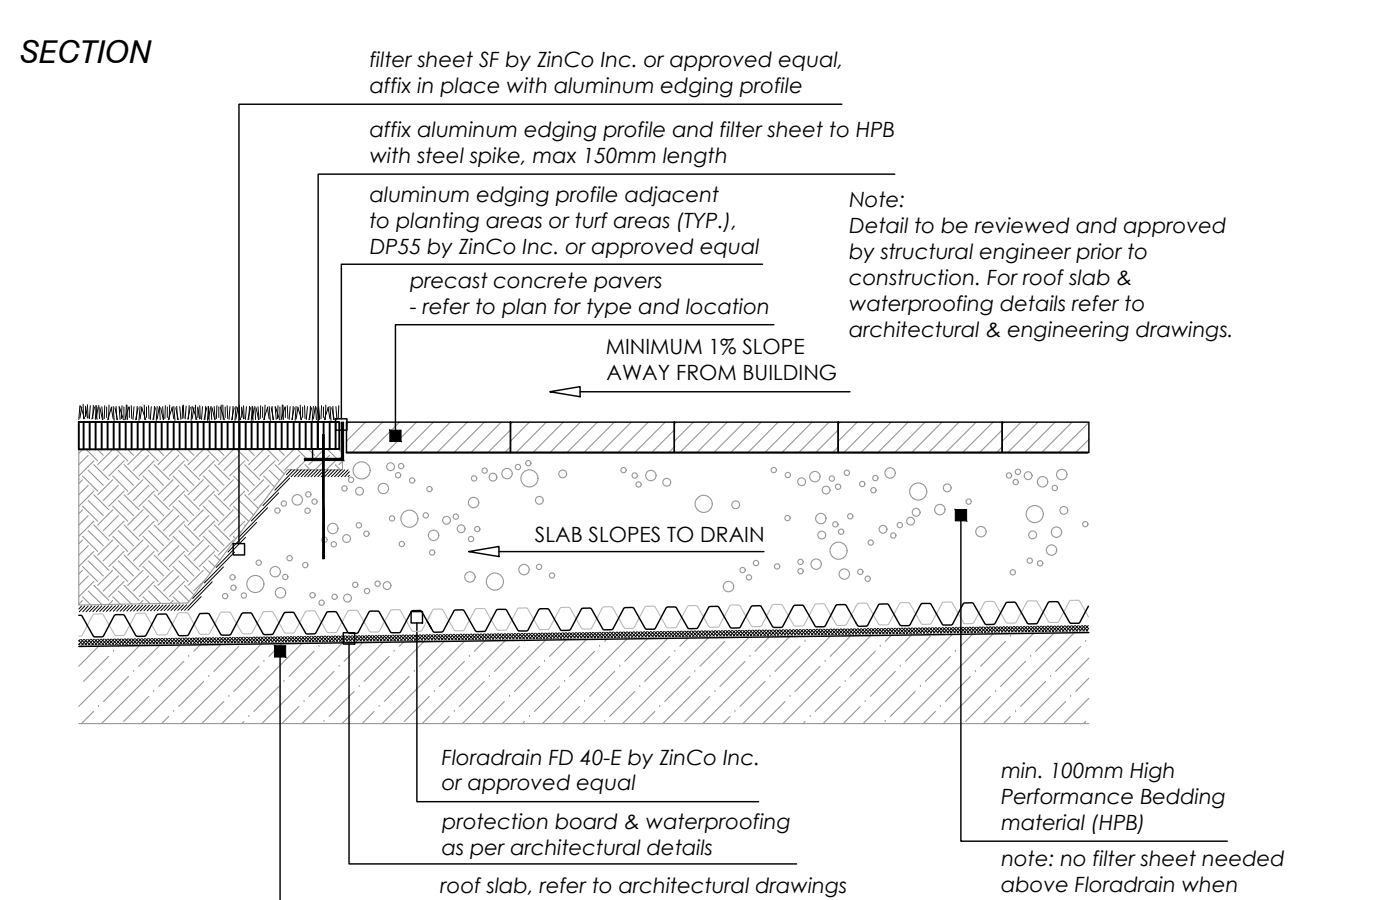 SECTION
filter sheet SF by ZinCo Inc. or approved equal,
affix in place with aluminum edging profile
affix aluminum edging profile and filter sheet to HPB
with steel spike, max 150mm length
aluminum edging profile adjacent
to planting areas or turf areas (TYP.),
DP55 by ZinCo Inc. or approved equal
precast concrete pavers
- refer to plan for type and location
Note:
Detail to be reviewed and approved
by structural engineer prior to
construction. For roof slab &
waterproofing details refer to
architectural & engineering drawings.
MINIMUM 1% SLOPE
AWAY FROM BUILDING
SLAB SLOPES TO DRAIN
Floradrain FD 40-E by ZinCo Inc.
or approved equal
protection board & waterproofing
as per architectural details
roof slab, refer to architectural drawings
min. 100mm High
Performance Bedding
material (HPB)
note: no filter sheet needed
above Floradrain when